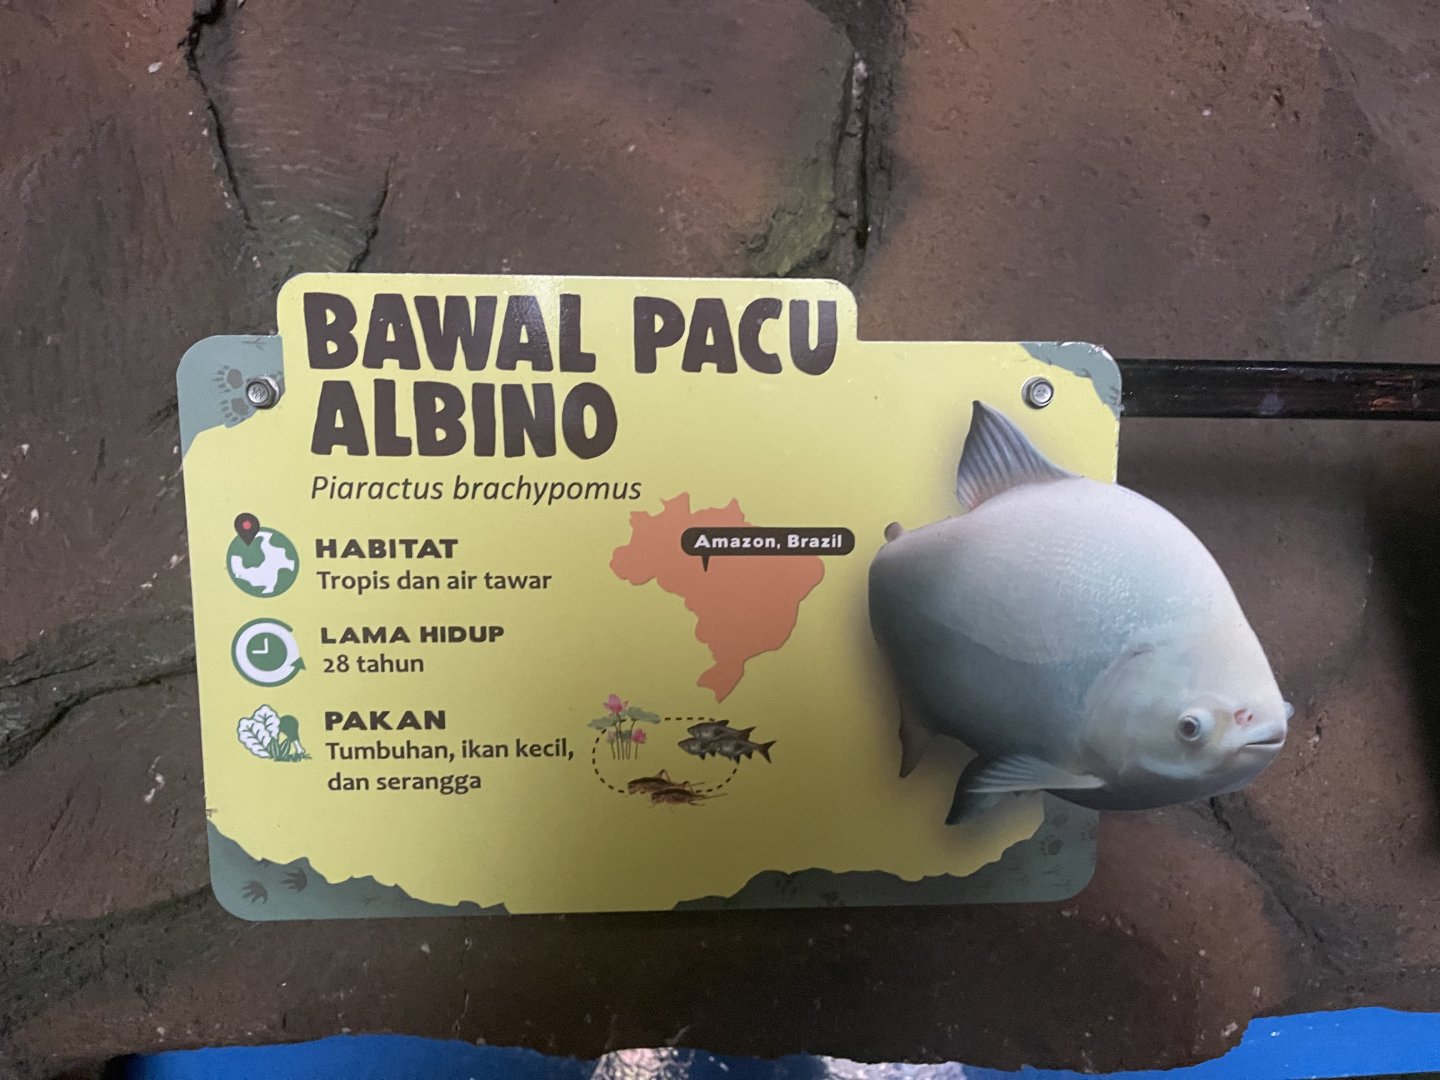 BAWAL PACU
ALBINO
Piaractus brachypomus
HABITAT
Tropis dan air tawar
Amazon, Brazil
LAMA HIDUP
28 tahun
PAKAN
Tumbuhan, ikan kecil,
dan serangga